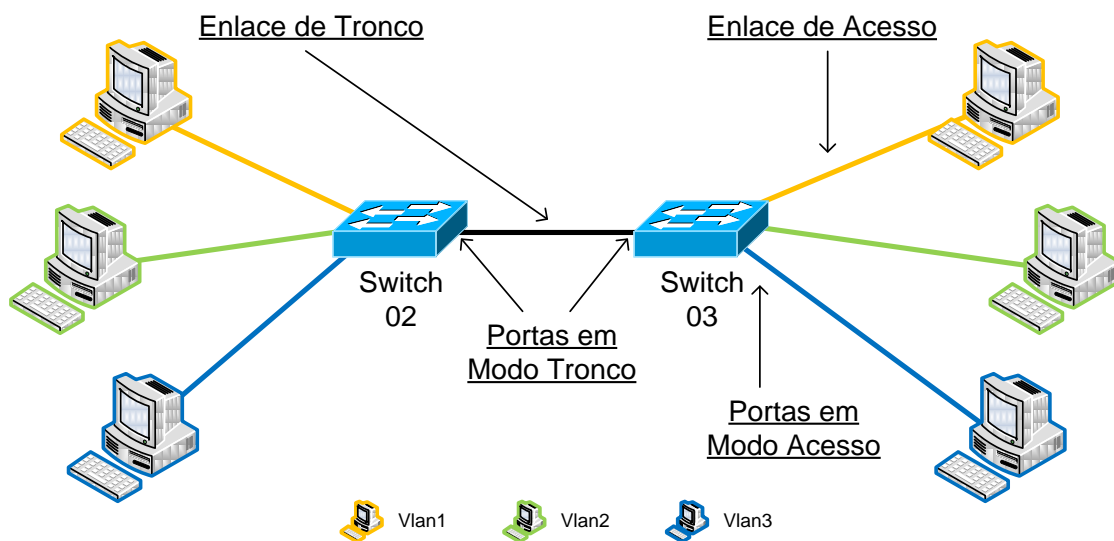 Enlace de Tronco
Enlace de Acesso
Switch
02
Switch
03
Portas em
Modo Tronco
Portas em
Modo Acesso
Vlan1
Vlan2
Vlan3